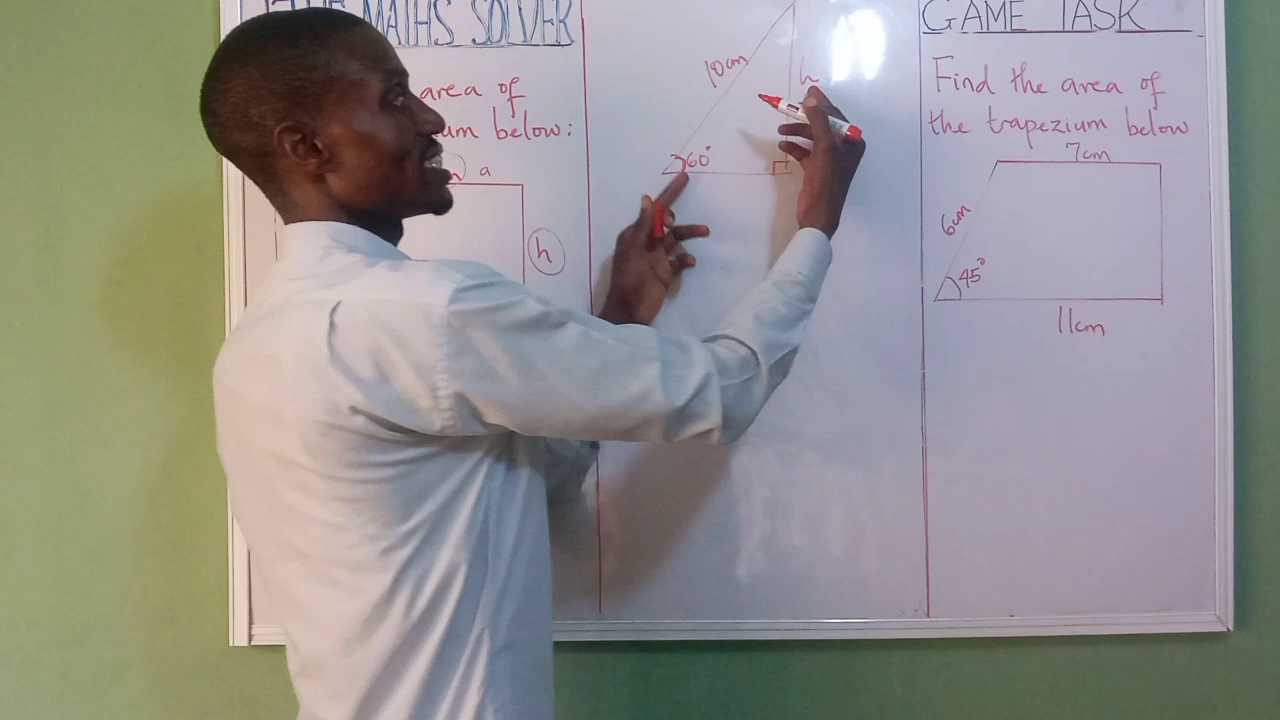 THE MATHS SOLVER
area of
um below:
a
h
10cm
h
60°
GAME TASK
Find the area of
the trapezium below
7cm
6cm
45°
11cm